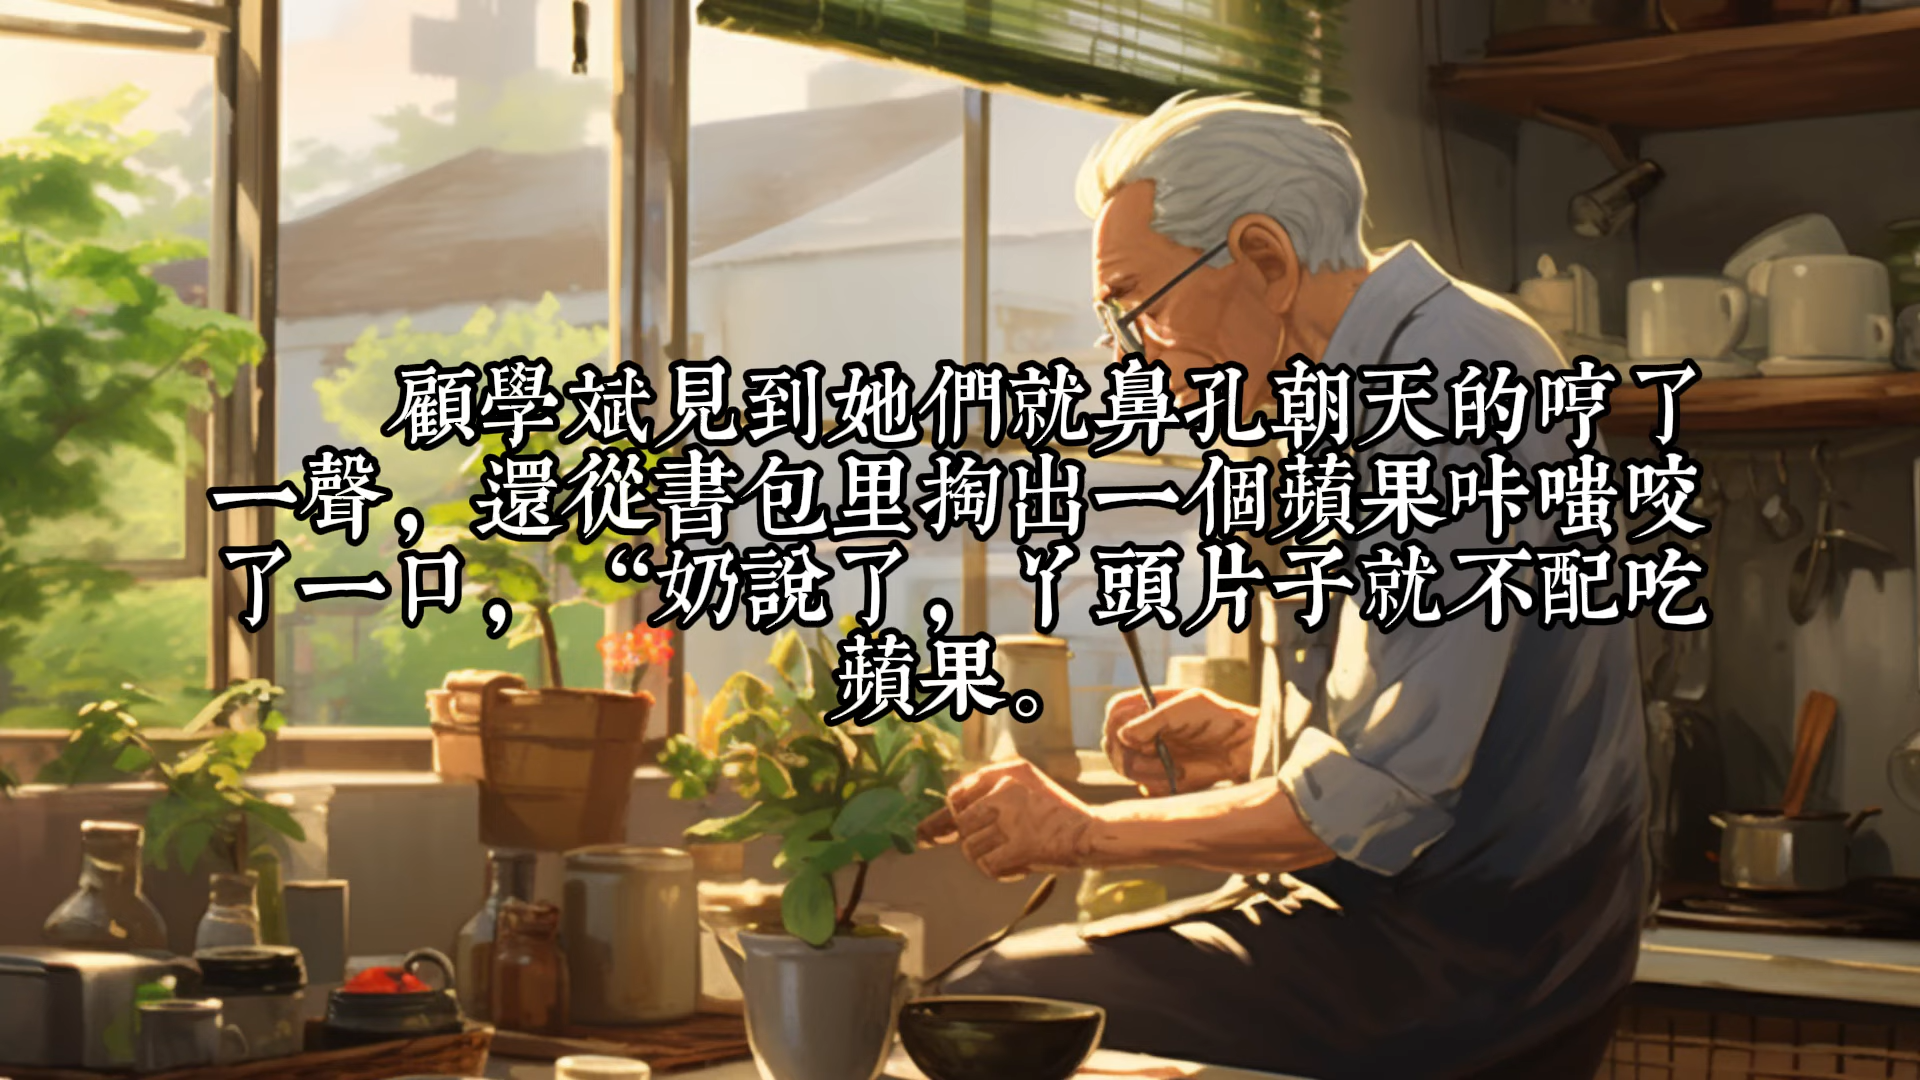 顧學斌見到她們就鼻孔朝天的哼了
一聲，還從書包里掏出一個蘋果咔嗤咬
了一口，“奶說了，丫頭片子就不配吃
蘋果。